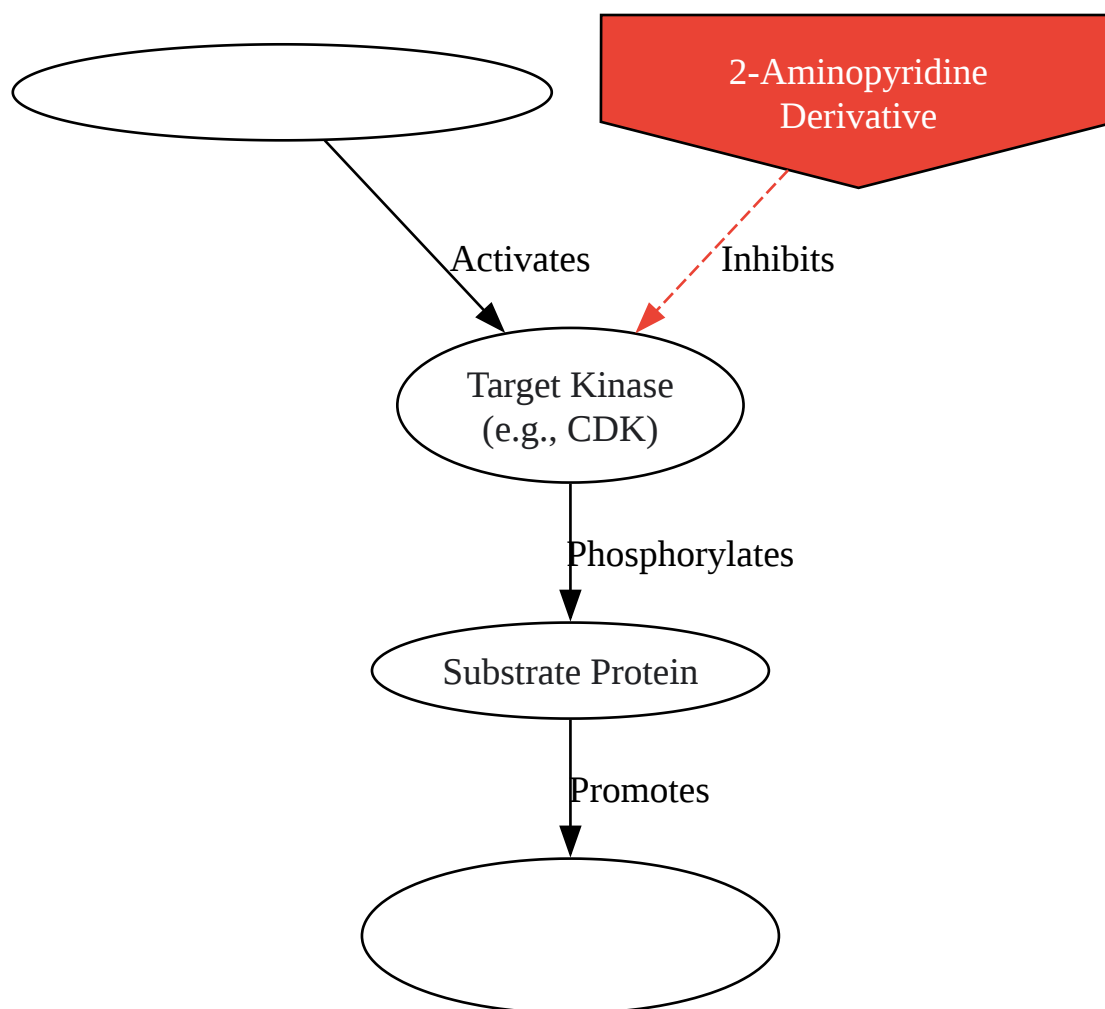 2-Aminopyridine
Derivative
Activates
Inhibits
Target Kinase
(e.g., CDK)
Phosphorylates
Substrate Protein
Promotes